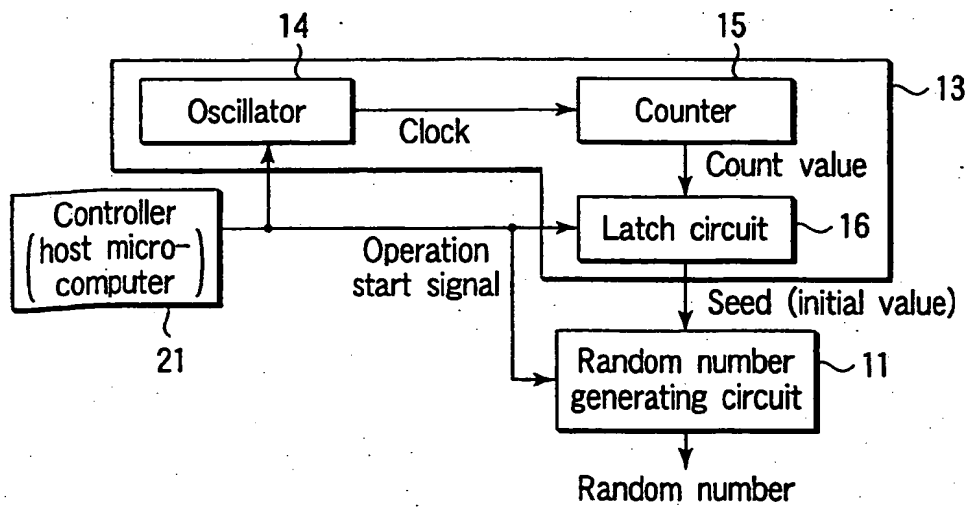 14
15
13
Oscillator
Counter
Clock
Count value
Controller
(host micro-
computer)
Latch circuit
16
Operation
start signal
Seed (initial value)
21
Random number
generating circuit
11
Random number